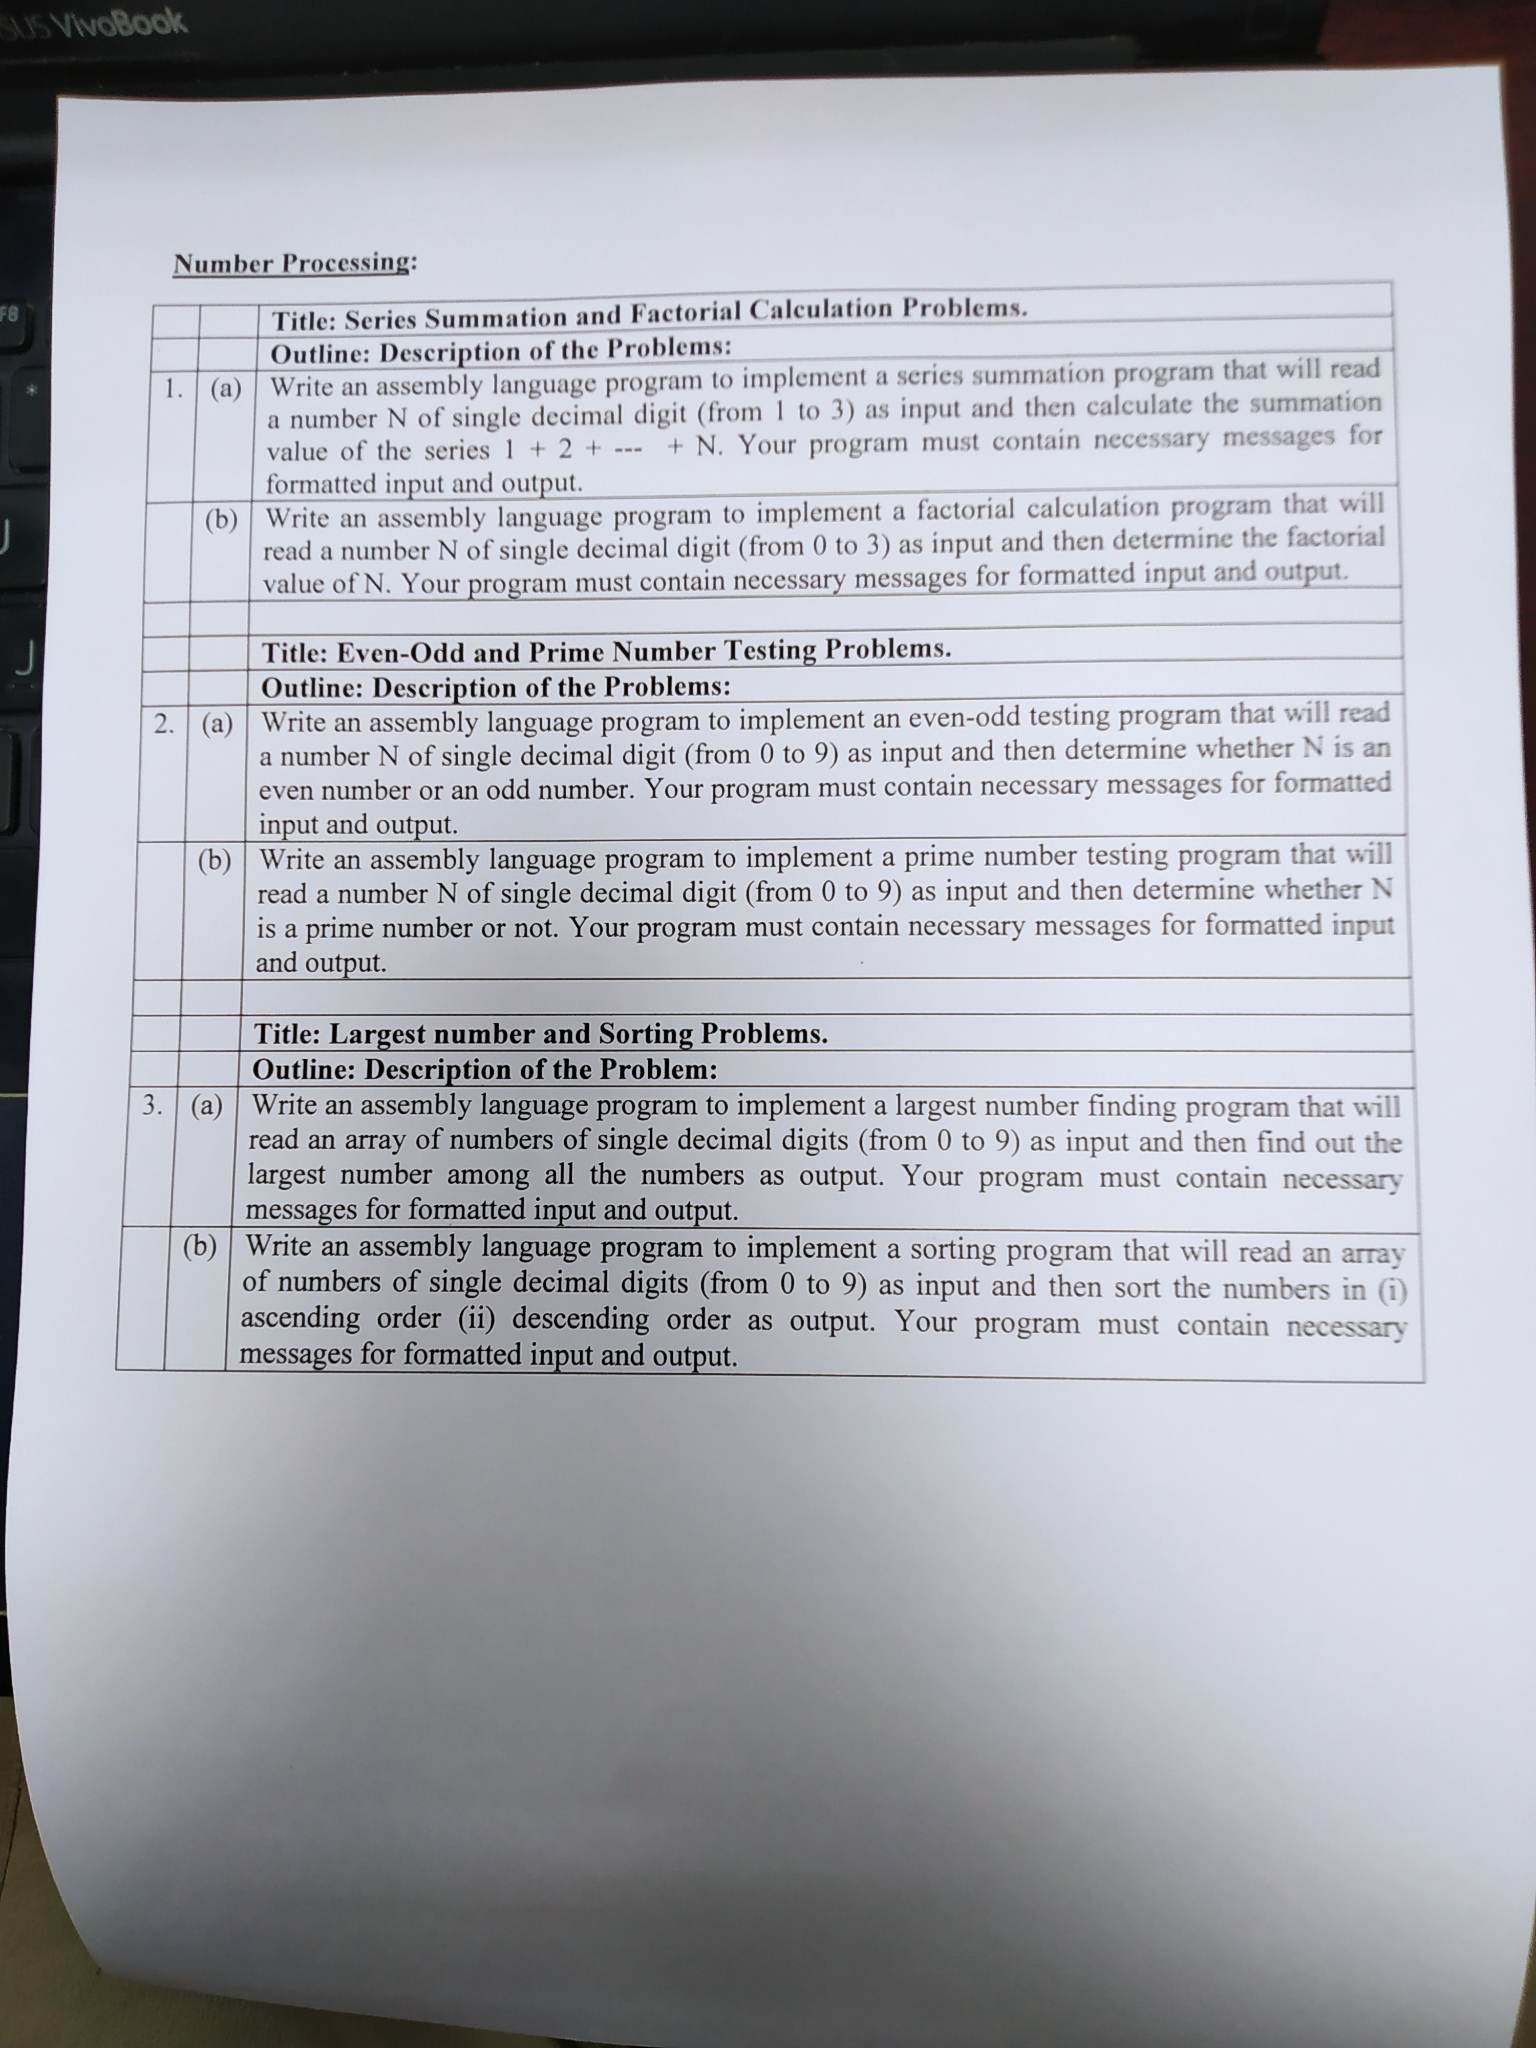 ASUS VivoBook
F8
*
J
J
Number Processing:
Title: Series Summation and Factorial Calculation Problems.
Outline: Description of the Problems:
1. (a) Write an assembly language program to implement a series summation program that will read
a number N of single decimal digit (from 1 to 3) as input and then calculate the summation
value of the series 1 + 2 + --- + N. Your program must contain necessary messages for
formatted input and output.
(b) Write an assembly language program to implement a factorial calculation program that will
read a number N of single decimal digit (from 0 to 3) as input and then determine the factorial
value of N. Your program must contain necessary messages for formatted input and output.
Title: Even-Odd and Prime Number Testing Problems.
Outline: Description of the Problems:
2. (a) Write an assembly language program to implement an even-odd testing program that will read
a number N of single decimal digit (from 0 to 9) as input and then determine whether N is an
even number or an odd number. Your program must contain necessary messages for formatted
input and output.
(b) Write an assembly language program to implement a prime number testing program that will
read a number N of single decimal digit (from 0 to 9) as input and then determine whether N
is a prime number or not. Your program must contain necessary messages for formatted input
and output.
Title: Largest number and Sorting Problems.
Outline: Description of the Problem:
3. (a) Write an assembly language program to implement a largest number finding program that will
read an array of numbers of single decimal digits (from 0 to 9) as input and then find out the
largest number among all the numbers as output. Your program must contain necessary
messages for formatted input and output.
(b) Write an assembly language program to implement a sorting program that will read an array
of numbers of single decimal digits (from 0 to 9) as input and then sort the numbers in (i)
ascending order (ii) descending order as output. Your program must contain necessary
messages for formatted input and output.